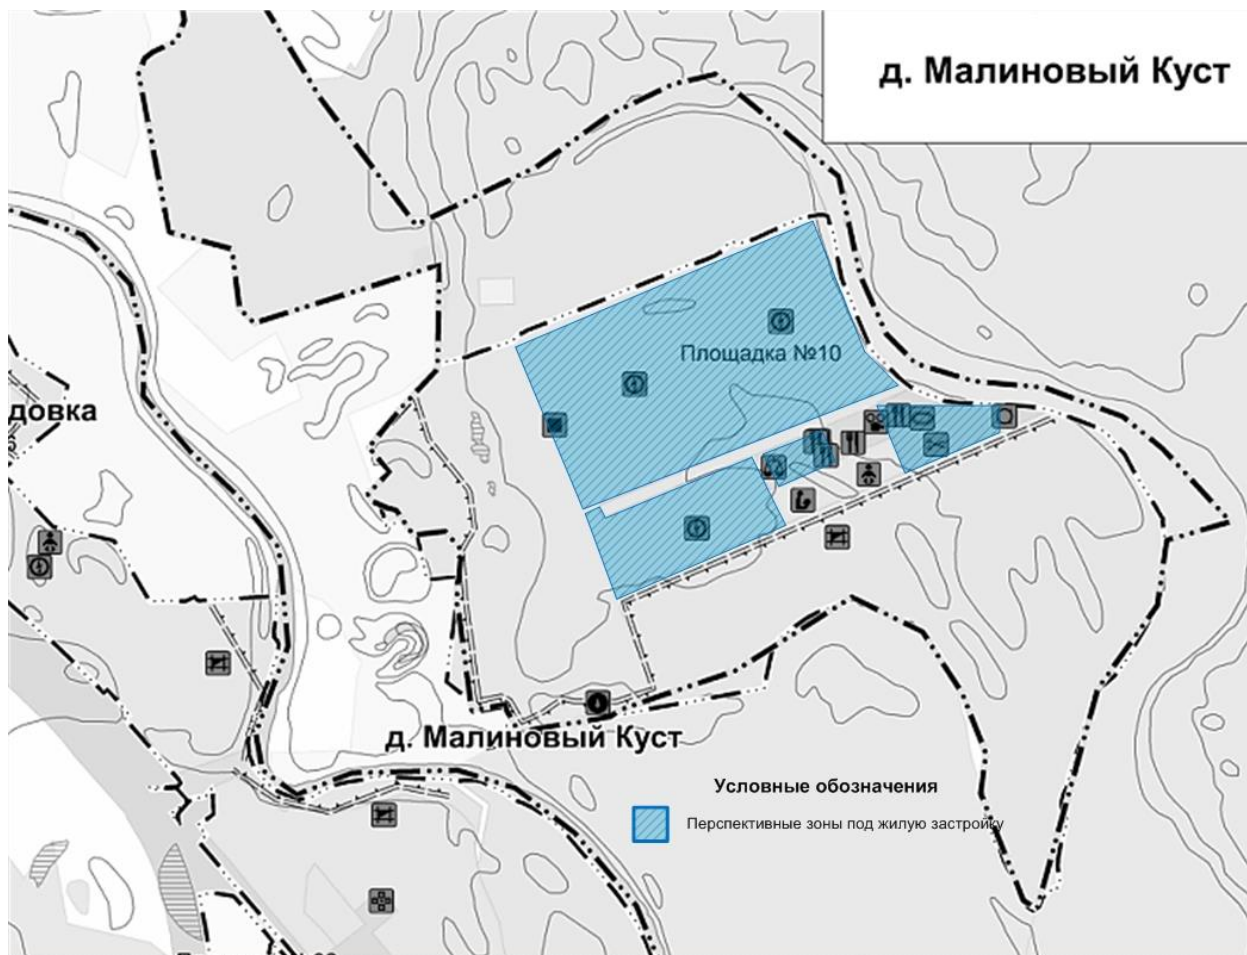 д. Малиновый Куст
Площадка №10
довка
д. Малиновый Куст
Условные обозначения
Перспективные зоны под жилую застройку